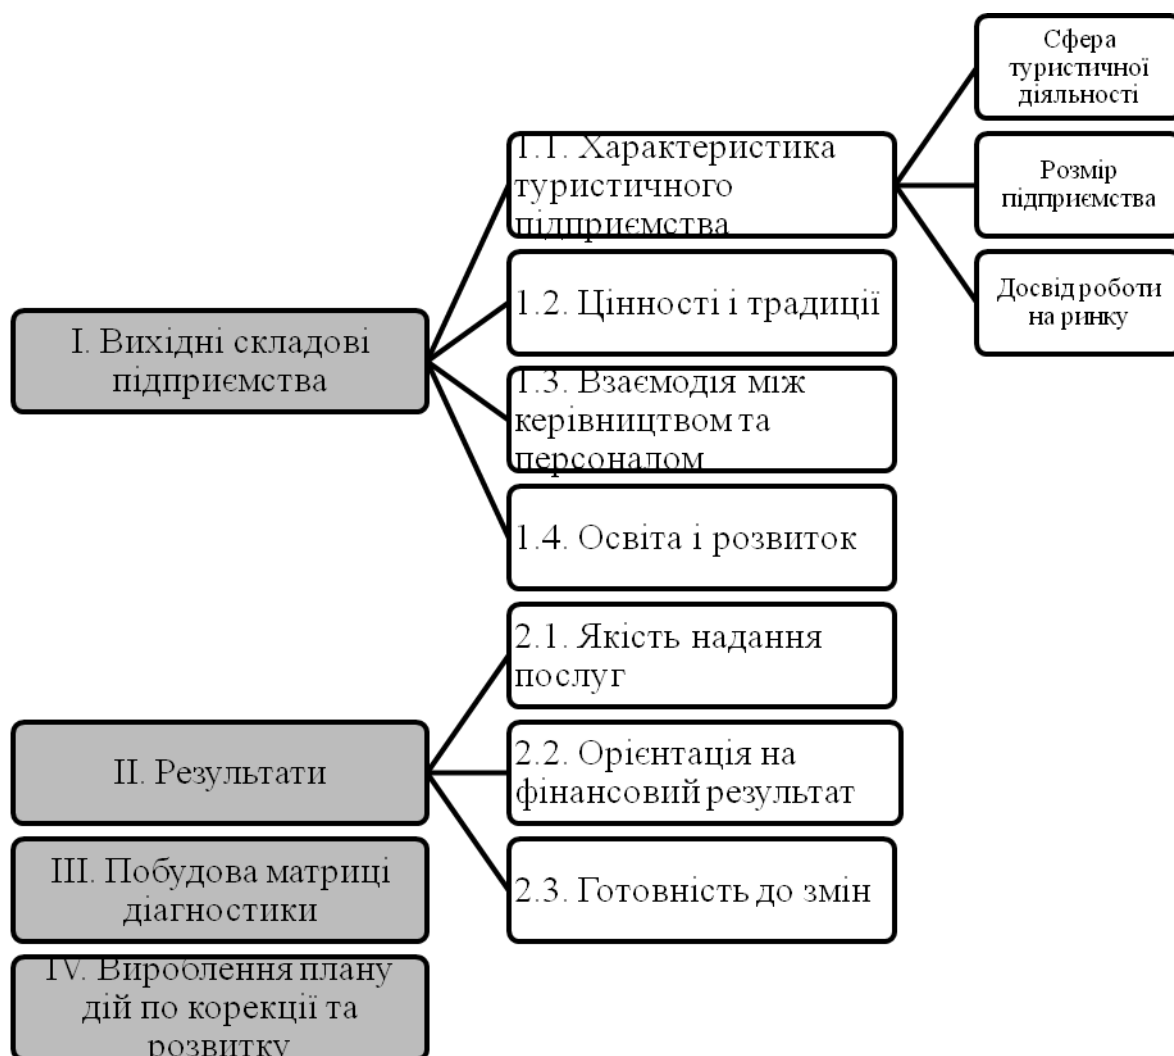 Сфера
туристичної
діяльності
1.1. Характеристика
туристичного
підприємства
Розмір
підприємства
1.2. Цінності і традиції
Досвід роботи
на ринку
І. Вихідні складові
підприємства
1.3. Взаємодія між
керівництвом та
персоналом
1.4. Освіта і розвиток
2.1. Якість надання
послуг
ІІ. Результати
2.2. Орієнтація на
фінансовий результат
ІІІ. Побудова матриці
діагностики
2.3. Готовність до змін
IV. Вироблення плану
дій по корекції та
розвитку